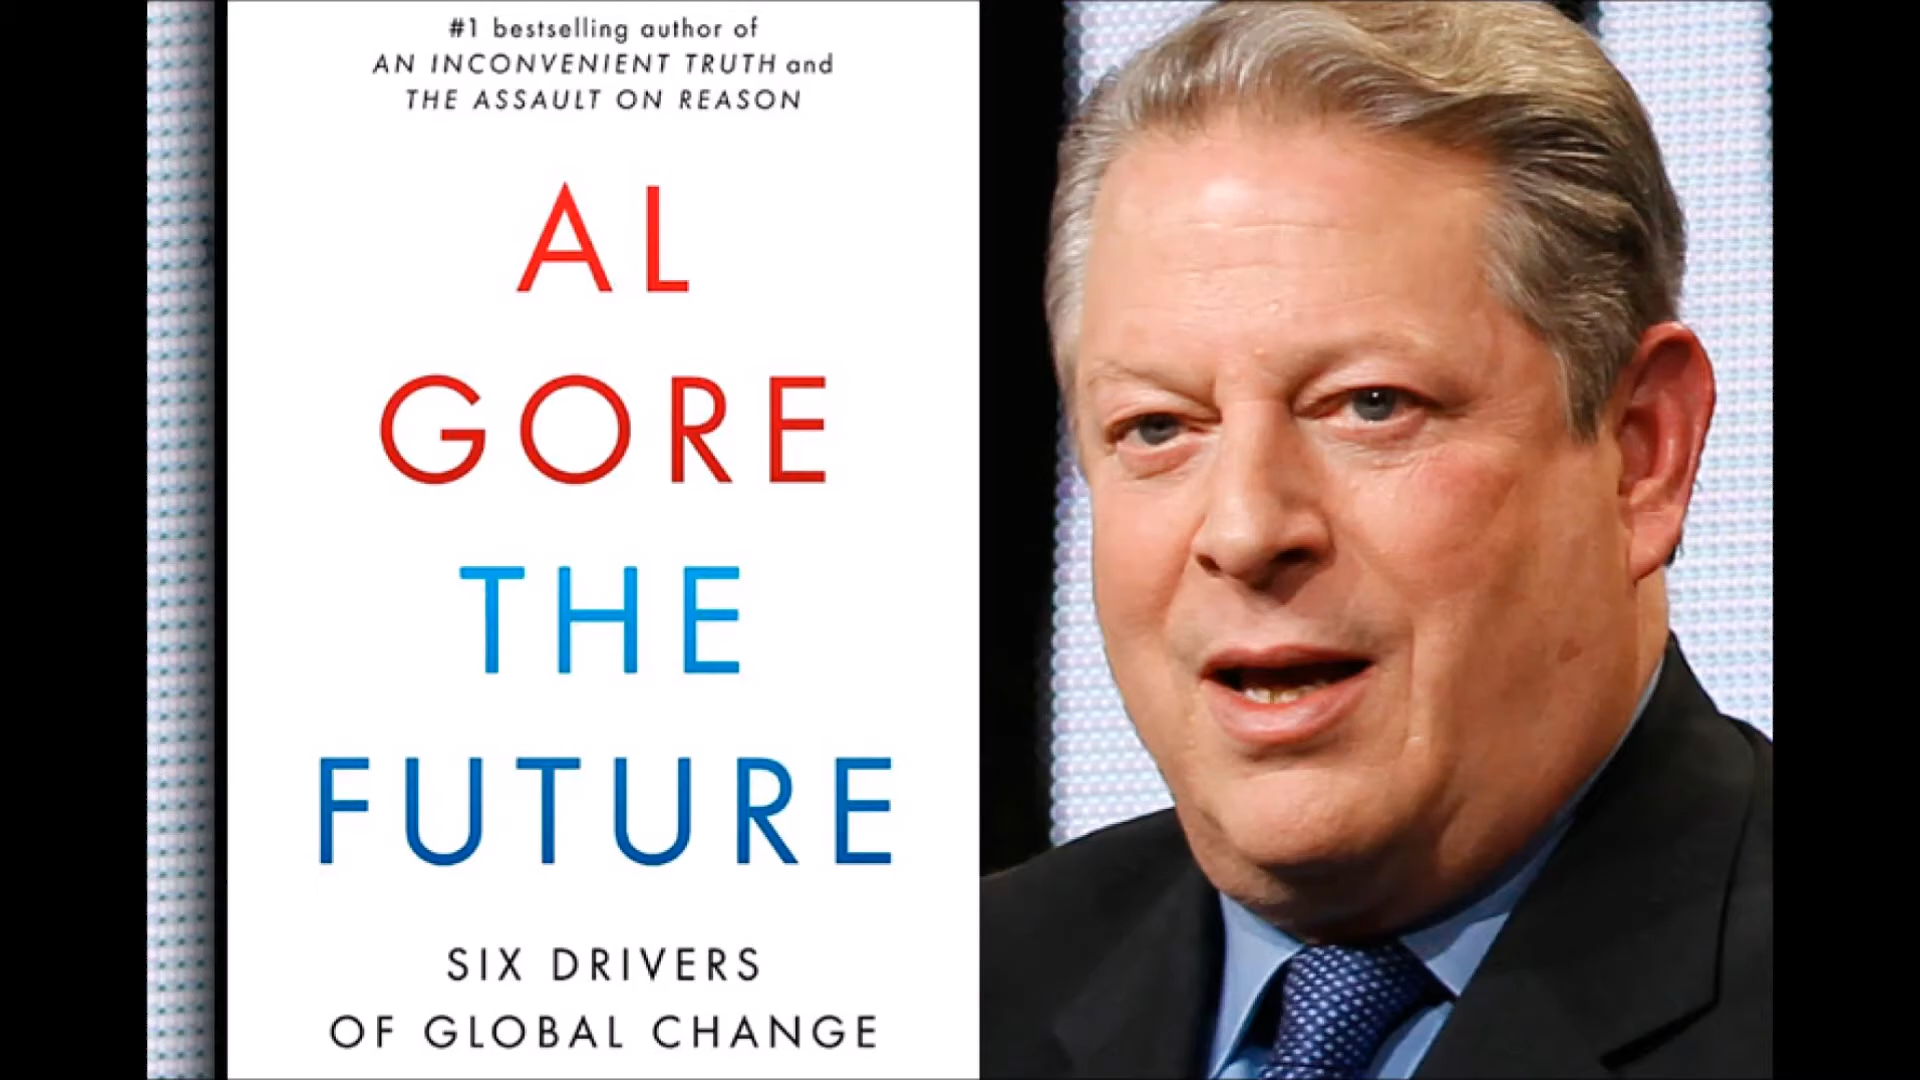 #1 bestselling author of
AN INCONVENIENT TRUTH and
THE ASSAULT ON REASON
AL
GORE
THE
FUTURE
SIX DRIVERS
OF GLOBAL CHANGE